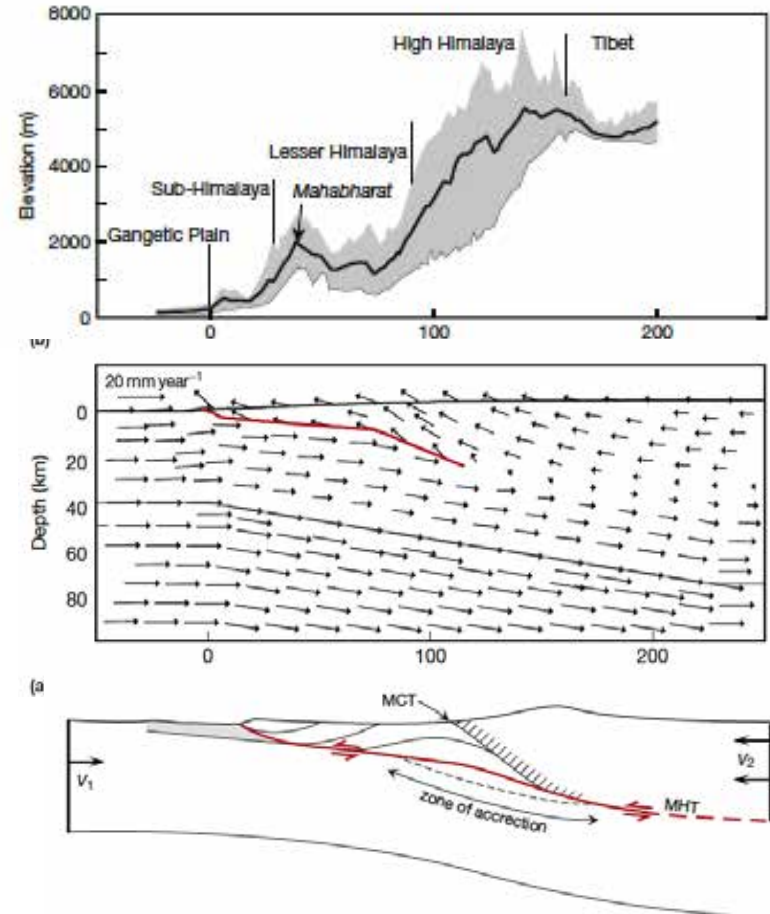 8000
High Himalaya
Tibet
6000
Elevation (m)
Lesser Himalaya
4000
Sub-Himalaya
Mahabharat
Gangetic Plain
2000
0
0
100
200
20 mm year⁻¹
0
20
40
60
80
Depth (km)
0
100
200
(a
MCT
V₁
V₂
MHT
zone of accrection